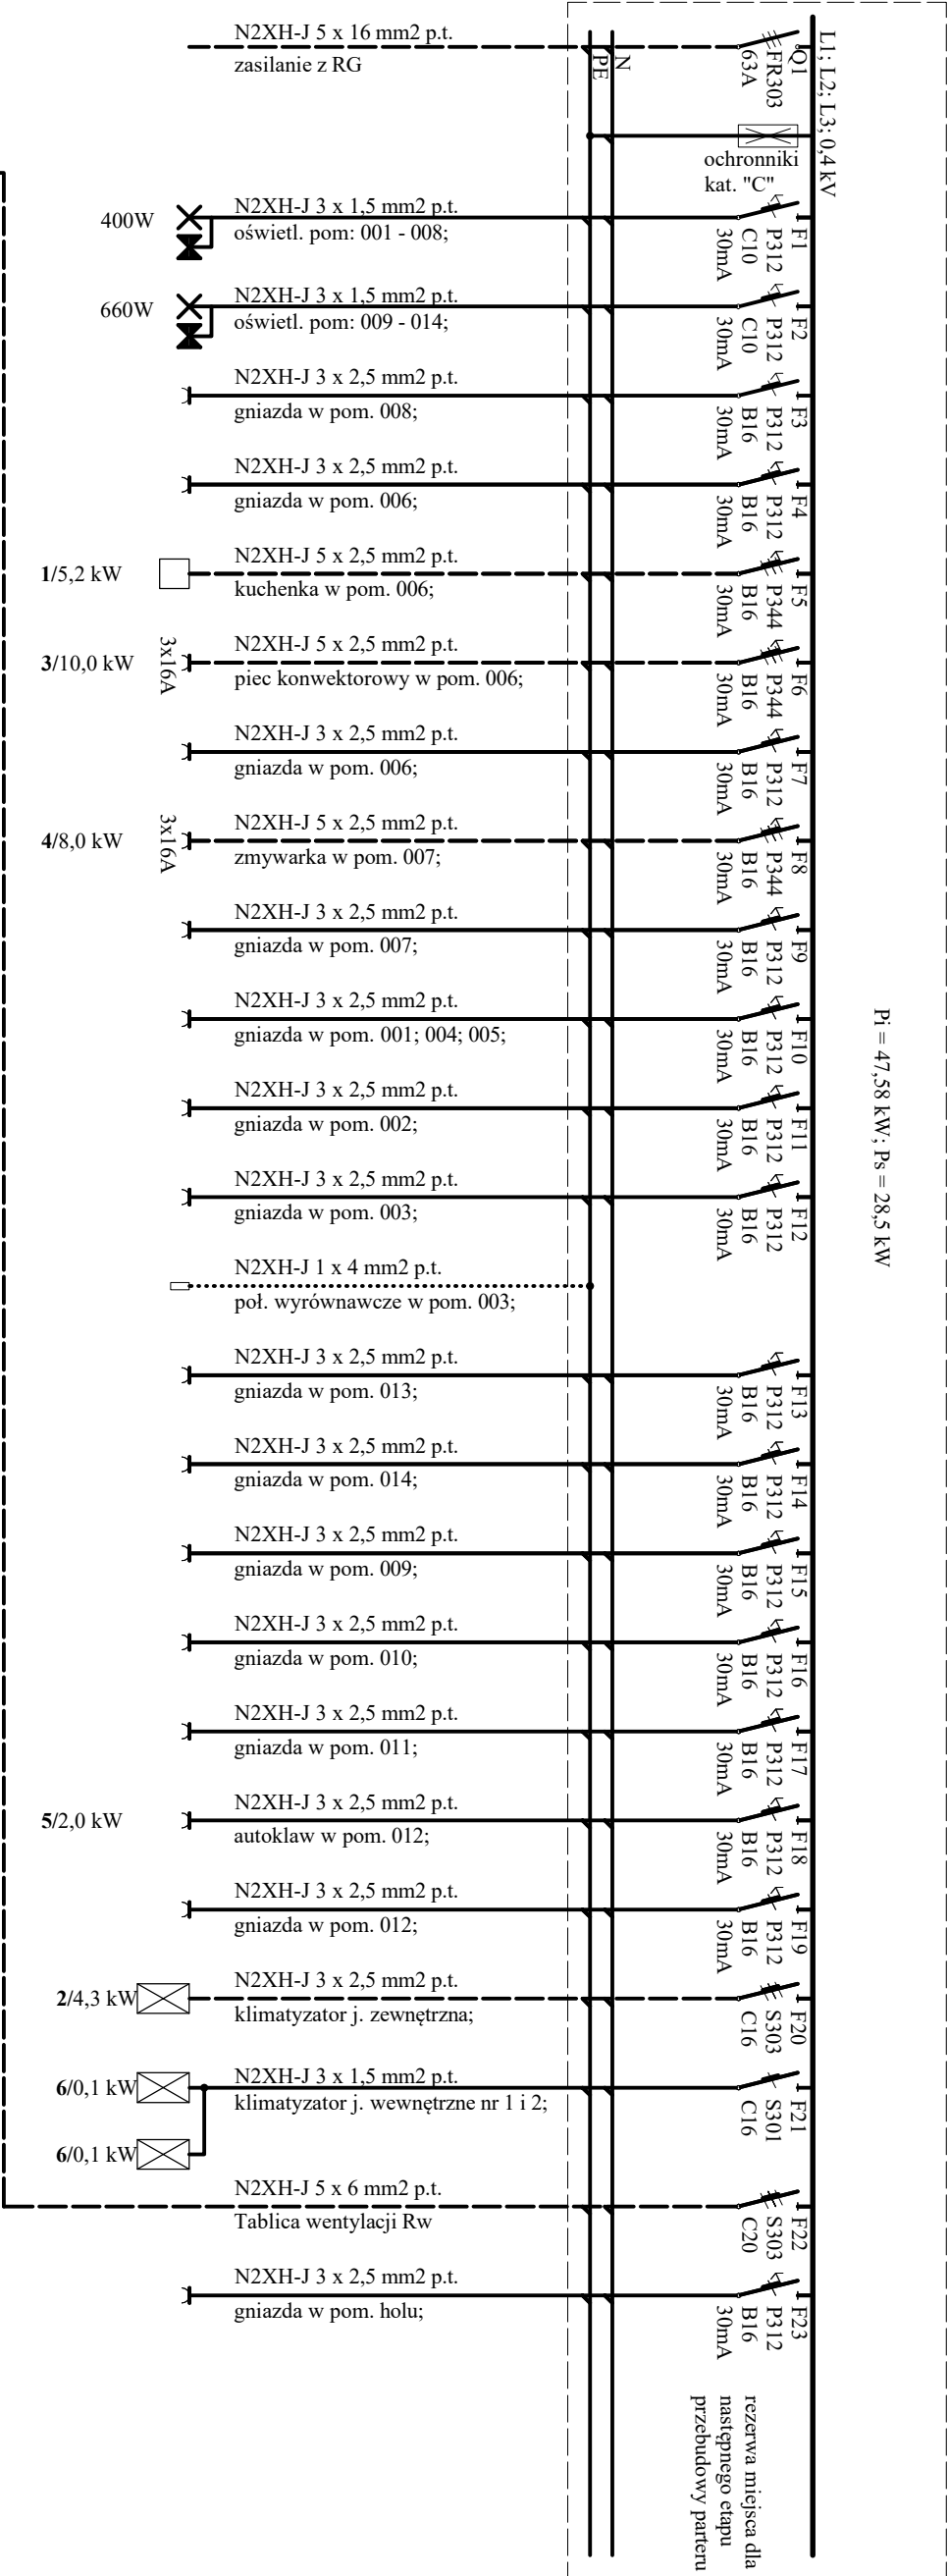 L1; L2; L3; 0,4 kV
Pi = 47,58 kW; Ps = 28,5 kW
N2XH-J 5 x 16 mm2 p.t.
zasilanie z RG
N
PE
Q1
FR303
63A
ochronniki
kat. "C"
400W
N2XH-J 3 x 1,5 mm2 p.t.
oświetl. pom: 001 - 008;
F1
P312
C10
30mA
660W
N2XH-J 3 x 1,5 mm2 p.t.
oświetl. pom: 009 - 014;
F2
P312
C10
30mA
N2XH-J 3 x 2,5 mm2 p.t.
gniazda w pom. 008;
F3
P312
B16
30mA
N2XH-J 3 x 2,5 mm2 p.t.
gniazda w pom. 006;
F4
P312
B16
30mA
1/5,2 kW
N2XH-J 5 x 2,5 mm2 p.t.
kuchenka w pom. 006;
F5
P344
B16
30mA
3/10,0 kW
3x16A
N2XH-J 5 x 2,5 mm2 p.t.
piec konwektorowy w pom. 006;
F6
P344
B16
30mA
N2XH-J 3 x 2,5 mm2 p.t.
gniazda w pom. 006;
F7
P312
B16
30mA
4/8,0 kW
3x16A
N2XH-J 5 x 2,5 mm2 p.t.
zmywarka w pom. 007;
F8
P344
B16
30mA
N2XH-J 3 x 2,5 mm2 p.t.
gniazda w pom. 007;
F9
P312
B16
30mA
N2XH-J 3 x 2,5 mm2 p.t.
gniazda w pom. 001; 004; 005;
F10
P312
B16
30mA
N2XH-J 3 x 2,5 mm2 p.t.
gniazda w pom. 002;
F11
P312
B16
30mA
N2XH-J 3 x 2,5 mm2 p.t.
gniazda w pom. 003;
F12
P312
B16
30mA
N2XH-J 1 x 4 mm2 p.t.
poł. wyrównawcze w pom. 003;
N2XH-J 3 x 2,5 mm2 p.t.
gniazda w pom. 013;
F13
P312
B16
30mA
N2XH-J 3 x 2,5 mm2 p.t.
gniazda w pom. 014;
F14
P312
B16
30mA
N2XH-J 3 x 2,5 mm2 p.t.
gniazda w pom. 009;
F15
P312
B16
30mA
N2XH-J 3 x 2,5 mm2 p.t.
gniazda w pom. 010;
F16
P312
B16
30mA
N2XH-J 3 x 2,5 mm2 p.t.
gniazda w pom. 011;
F17
P312
B16
30mA
5/2,0 kW
N2XH-J 3 x 2,5 mm2 p.t.
autoklaw w pom. 012;
F18
P312
B16
30mA
N2XH-J 3 x 2,5 mm2 p.t.
gniazda w pom. 012;
F19
P312
B16
30mA
2/4,3 kW
N2XH-J 3 x 2,5 mm2 p.t.
klimatyzator j. zewnętrzna;
F20
S303
C16
6/0,1 kW
N2XH-J 3 x 1,5 mm2 p.t.
klimatyzator j. wewnętrzne nr 1 i 2;
F21
S301
C16
6/0,1 kW
N2XH-J 5 x 6 mm2 p.t.
Tablica wentylacji Rw
F22
S303
C20
N2XH-J 3 x 2,5 mm2 p.t.
gniazda w pom. holu;
F23
P312
B16
30mA
rezerwa miejsca dla
następnego etapu
przebudowy parteru